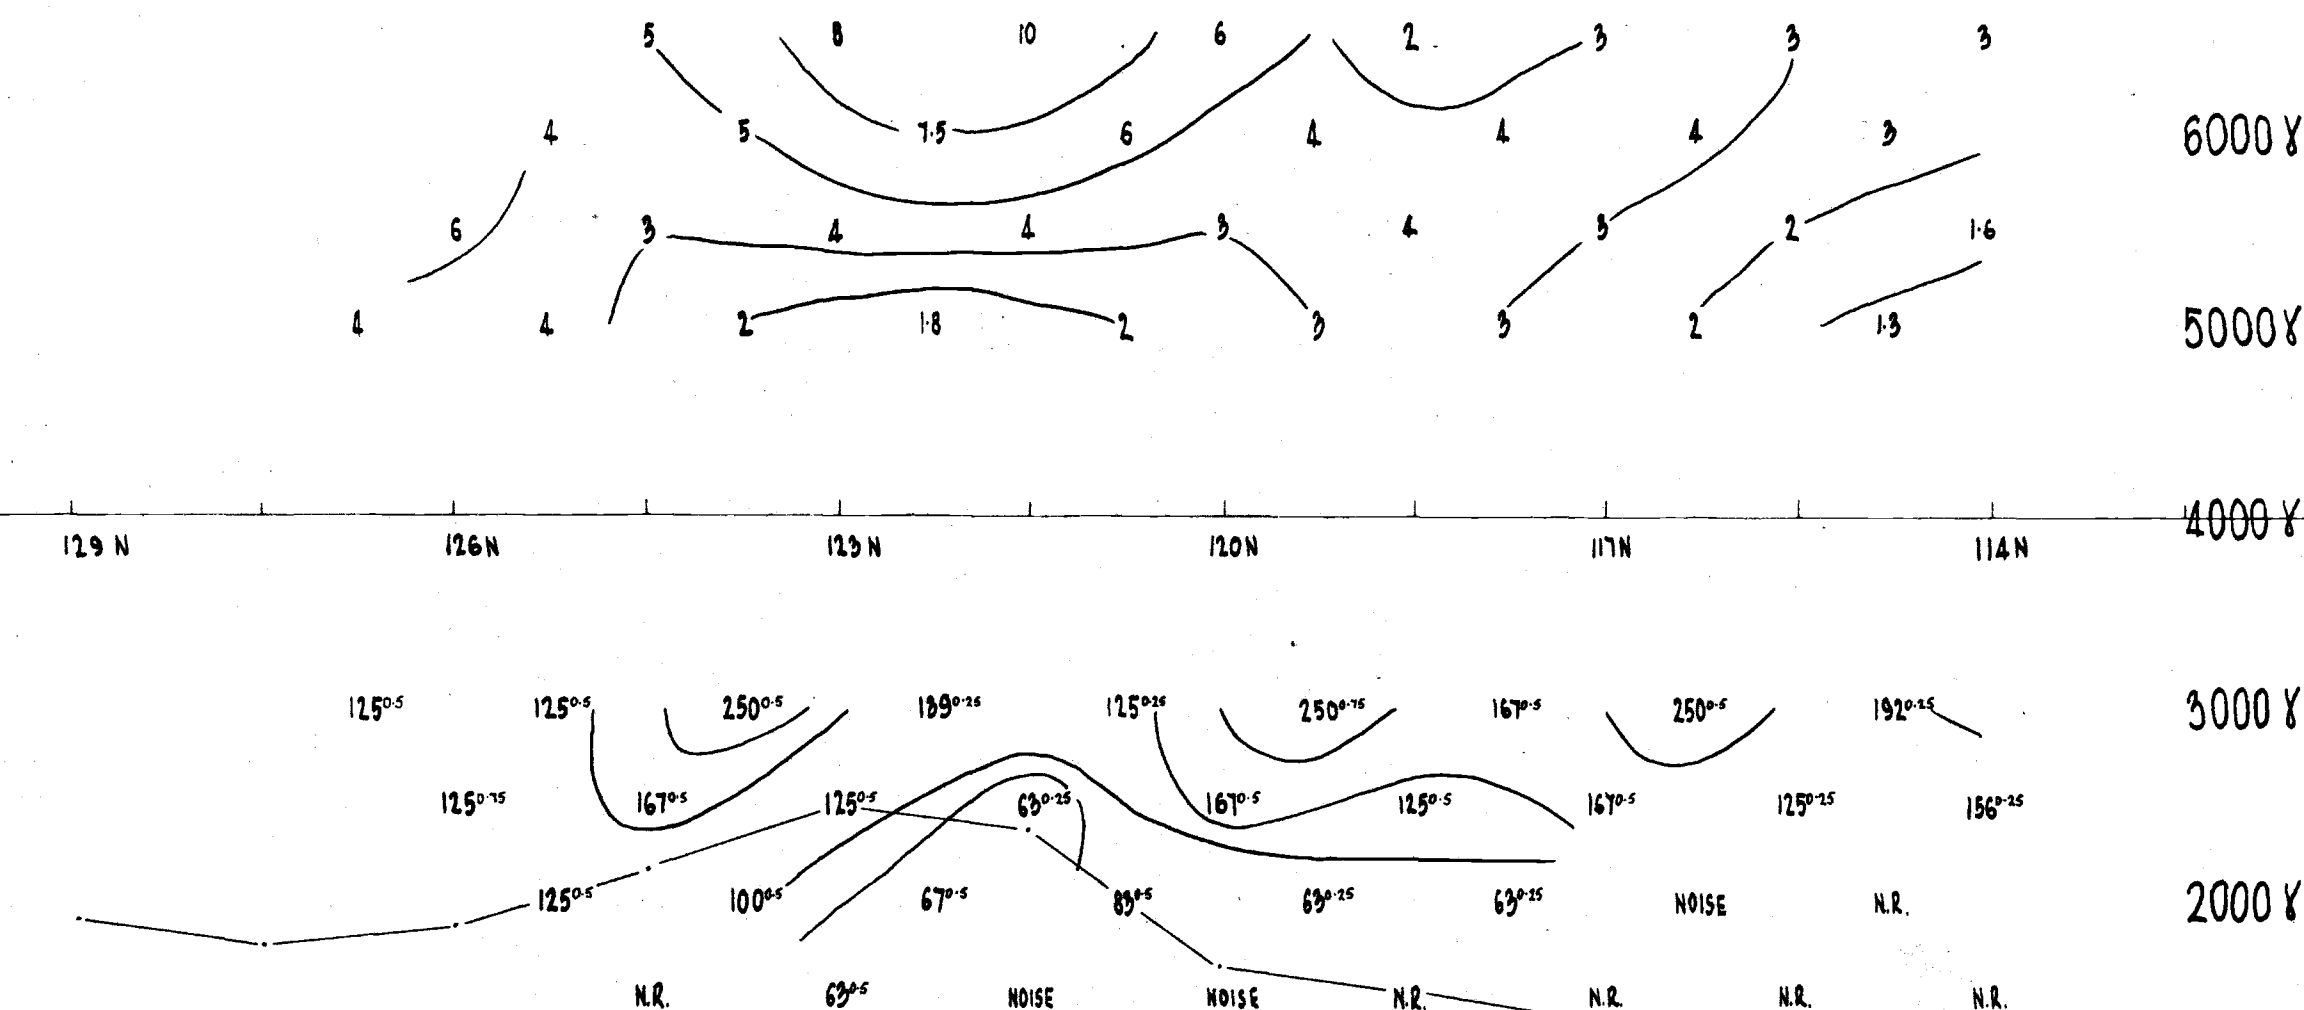 5 8 10 6 2 3 3 3
4 5 7.5 6 4 4 4 3 6000 γ
6 3 4 4 3 4 3 2 1.6
4 4 2 1.8 2 3 3 2 1.3 5000 γ
4000 γ
129 N 126 N 123 N 120 N 117 N 114 N
125^0.5 125^0.5 250^0.5 189^0.25 125^0.25 250^0.75 167^0.5 250^0.5 192^0.25 3000 γ
125^0.75 167^0.5 125^0.5 63^0.25 167^0.5 125^0.5 167^0.5 125^0.25 156^0.25
125^0.5 100^0.5 67^0.5 83^0.5 63^0.25 63^0.25 NOISE N.R. 2000 γ
N.R. 63^0.5 NOISE NOISE N.R. N.R. N.R. N.R.